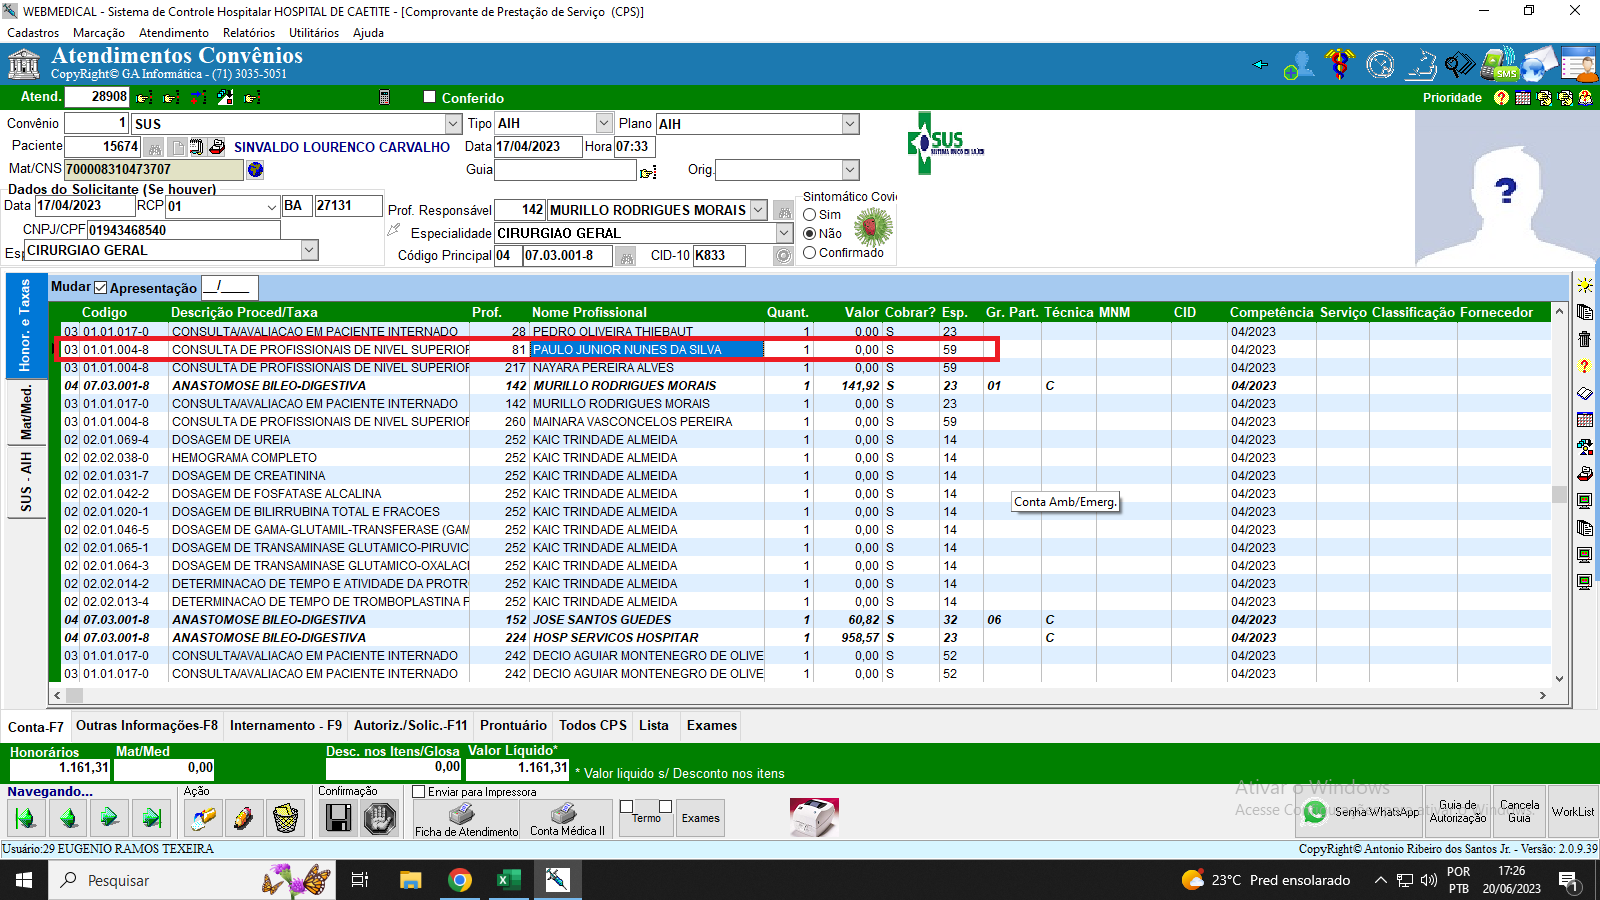 WEBMEDICAL - Sistema de Controle Hospitalar HOSPITAL DE CAETITE - [Comprovante de Prestação de Serviço  (CPS)]
Cadastros Marcação Atendimento Relatórios Utilitários Ajuda
Atendimentos Convênios
CopyRight© GA Informática - (71) 3035-5051
SMS
Atend. 28908 Conferido Prioridade
Convênio 1 SUS Tipo AIH Plano AIH
Paciente 15674 SINVALDO LOURENCO CARVALHO Data 17/04/2023 Hora 07:33
SUS
Mat/CNS 700008310473707 Guia Orig.
Dados do Solicitante (Se houver)
Data 17/04/2023 RCP 01 BA 27131
CNPJ/CPF 01943468540
Esp CIRURGIAO GERAL
Prof. Responsável 142 MURILLO RODRIGUES MORAIS
Especialidade CIRURGIAO GERAL
Código Principal 04 07.03.001-8 CID-10 K833
Sintomático Covi
Sim
Não
Confirmado
Honor. e Taxas
Mat/Med.
SUS - AIH
Mudar Apresentação __/____
Codigo Descrição Proced/Taxa Prof. Nome Profissional Quant. Valor Cobrar? Esp. Gr. Part. Técnica MNM CID Competência Serviço Classificação Fornecedor
03 01.01.017-0 CONSULTA/AVALIACAO EM PACIENTE INTERNADO 28 PEDRO OLIVEIRA THIEBAUT 1 0,00 S 23 04/2023
03 01.01.004-8 CONSULTA DE PROFISSIONAIS DE NIVEL SUPERIOR 81 PAULO JUNIOR NUNES DA SILVA 1 0,00 S 59 04/2023
03 01.01.004-8 CONSULTA DE PROFISSIONAIS DE NIVEL SUPERIOR 217 NAYARA PEREIRA ALVES 1 0,00 S 59 04/2023
04 07.03.001-8 ANASTOMOSE BILEO-DIGESTIVA 142 MURILLO RODRIGUES MORAIS 1 141,92 S 23 01 C 04/2023
03 01.01.017-0 CONSULTA/AVALIACAO EM PACIENTE INTERNADO 142 MURILLO RODRIGUES MORAIS 1 0,00 S 23 04/2023
03 01.01.004-8 CONSULTA DE PROFISSIONAIS DE NIVEL SUPERIOR 260 MAINARA VASCONCELOS PEREIRA 1 0,00 S 59 04/2023
02 02.01.069-4 DOSAGEM DE UREIA 252 KAIC TRINDADE ALMEIDA 1 0,00 S 14 04/2023
02 02.02.038-0 HEMOGRAMA COMPLETO 252 KAIC TRINDADE ALMEIDA 1 0,00 S 14 04/2023
02 02.01.031-7 DOSAGEM DE CREATININA 252 KAIC TRINDADE ALMEIDA 1 0,00 S 14 04/2023
02 02.01.042-2 DOSAGEM DE FOSFATASE ALCALINA 252 KAIC TRINDADE ALMEIDA 1 0,00 S 14 04/2023
Conta Amb/Emerg.
02 02.01.020-1 DOSAGEM DE BILIRRUBINA TOTAL E FRACOES 252 KAIC TRINDADE ALMEIDA 1 0,00 S 14 04/2023
02 02.01.046-5 DOSAGEM DE GAMA-GLUTAMIL-TRANSFERASE (GAM 252 KAIC TRINDADE ALMEIDA 1 0,00 S 14 04/2023
02 02.01.065-1 DOSAGEM DE TRANSAMINASE GLUTAMICO-PIRUVIC 252 KAIC TRINDADE ALMEIDA 1 0,00 S 14 04/2023
02 02.01.064-3 DOSAGEM DE TRANSAMINASE GLUTAMICO-OXALACI 252 KAIC TRINDADE ALMEIDA 1 0,00 S 14 04/2023
02 02.02.014-2 DETERMINACAO DE TEMPO E ATIVIDADE DA PROTR 252 KAIC TRINDADE ALMEIDA 1 0,00 S 14 04/2023
02 02.02.013-4 DETERMINACAO DE TEMPO DE TROMBOPLASTINA P 252 KAIC TRINDADE ALMEIDA 1 0,00 S 14 04/2023
04 07.03.001-8 ANASTOMOSE BILEO-DIGESTIVA 152 JOSE SANTOS GUEDES 1 60,82 S 32 06 C 04/2023
04 07.03.001-8 ANASTOMOSE BILEO-DIGESTIVA 224 HOSP SERVICOS HOSPITAR 1 958,57 S 23 C 04/2023
03 01.01.017-0 CONSULTA/AVALIACAO EM PACIENTE INTERNADO 242 DECIO AGUIAR MONTENEGRO DE OLIVE 1 0,00 S 52 04/2023
03 01.01.017-0 CONSULTA/AVALIACAO EM PACIENTE INTERNADO 242 DECIO AGUIAR MONTENEGRO DE OLIVE 1 0,00 S 52 04/2023
Conta-F7 Outras Informações-F8 Internamento - F9 Autoriz./Solic.-F11 Prontuário Todos CPS Lista Exames
Honorários Mat/Med Desc. nos Itens/Glosa Valor Líquido*
1.161,31 0,00 0,00 1.161,31 * Valor liquido s/ Desconto nos itens
Navegando... Ação Confirmação Enviar para Impressora
Ficha de Atendimento Conta Médica II Termo Exames
Ativar o Windows
Senha WhatsApp Guia de Autorização Cancela Guia WorkList
Usuário:29 EUGENIO RAMOS TEXEIRA CopyRight© Antonio Ribeiro dos Santos Jr. - Versão: 2.0.9.39
Pesquisar 23°C Pred ensolarado POR PTB 17:26 20/06/2023 1